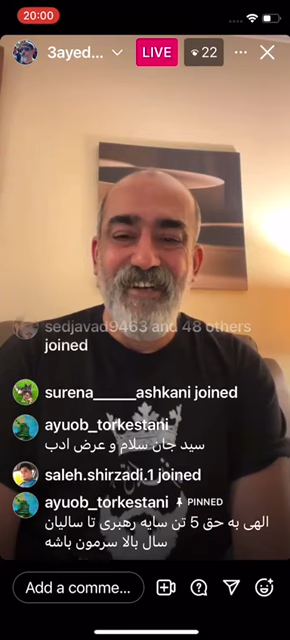 20:00
3ayed...
LIVE
22
sedjavad9463 and 48 others
joined
surena______ashkani joined
ayuob_torkestani
سید جان سلام و عرض ادب
saleh.shirzadi.1 joined
ayuob_torkestani PINNED
الهی به حق 5 تن سایه رهبری تا سالیان
سال بالا سرمون باشه
Add a comme...